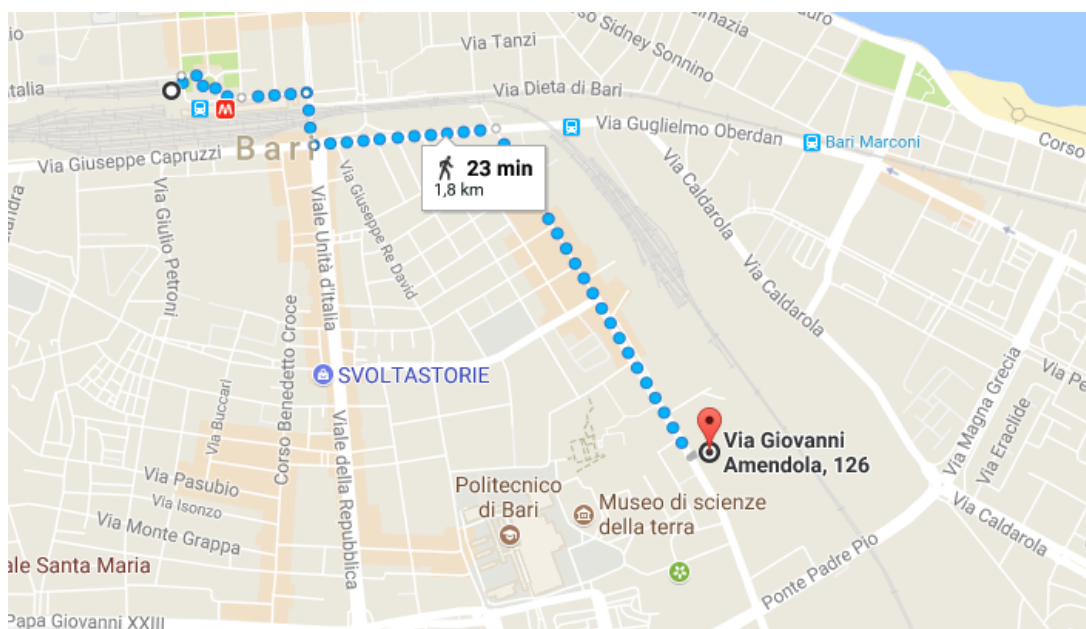 Via Tanzi
Corso Sidney Sonnino
Via Dieta di Bari
Corso
Via Guglielmo Oberdan
Bari Marconi
Via Giuseppe Capruzzi
Bari
23 min
1,8 km
Via Caldarola
Via Giulio Petroni
Viale Unità d'Italia
Via Giuseppe Re David
Via Caldarola
Corso Benedetto Croce
SVOLTASTORIE
Via Buccari
Viale della Repubblica
Via Magna Grecia
Via Eraclide
Via Giovanni
Amendola, 126
Via Pasubio
Via Isonzo
Via Monte Grappa
Politecnico
di Bari
Museo di scienze
della terra
Via Caldarola
Ponte Padre Pio
ale Santa Maria
Papa Giovanni XXIII